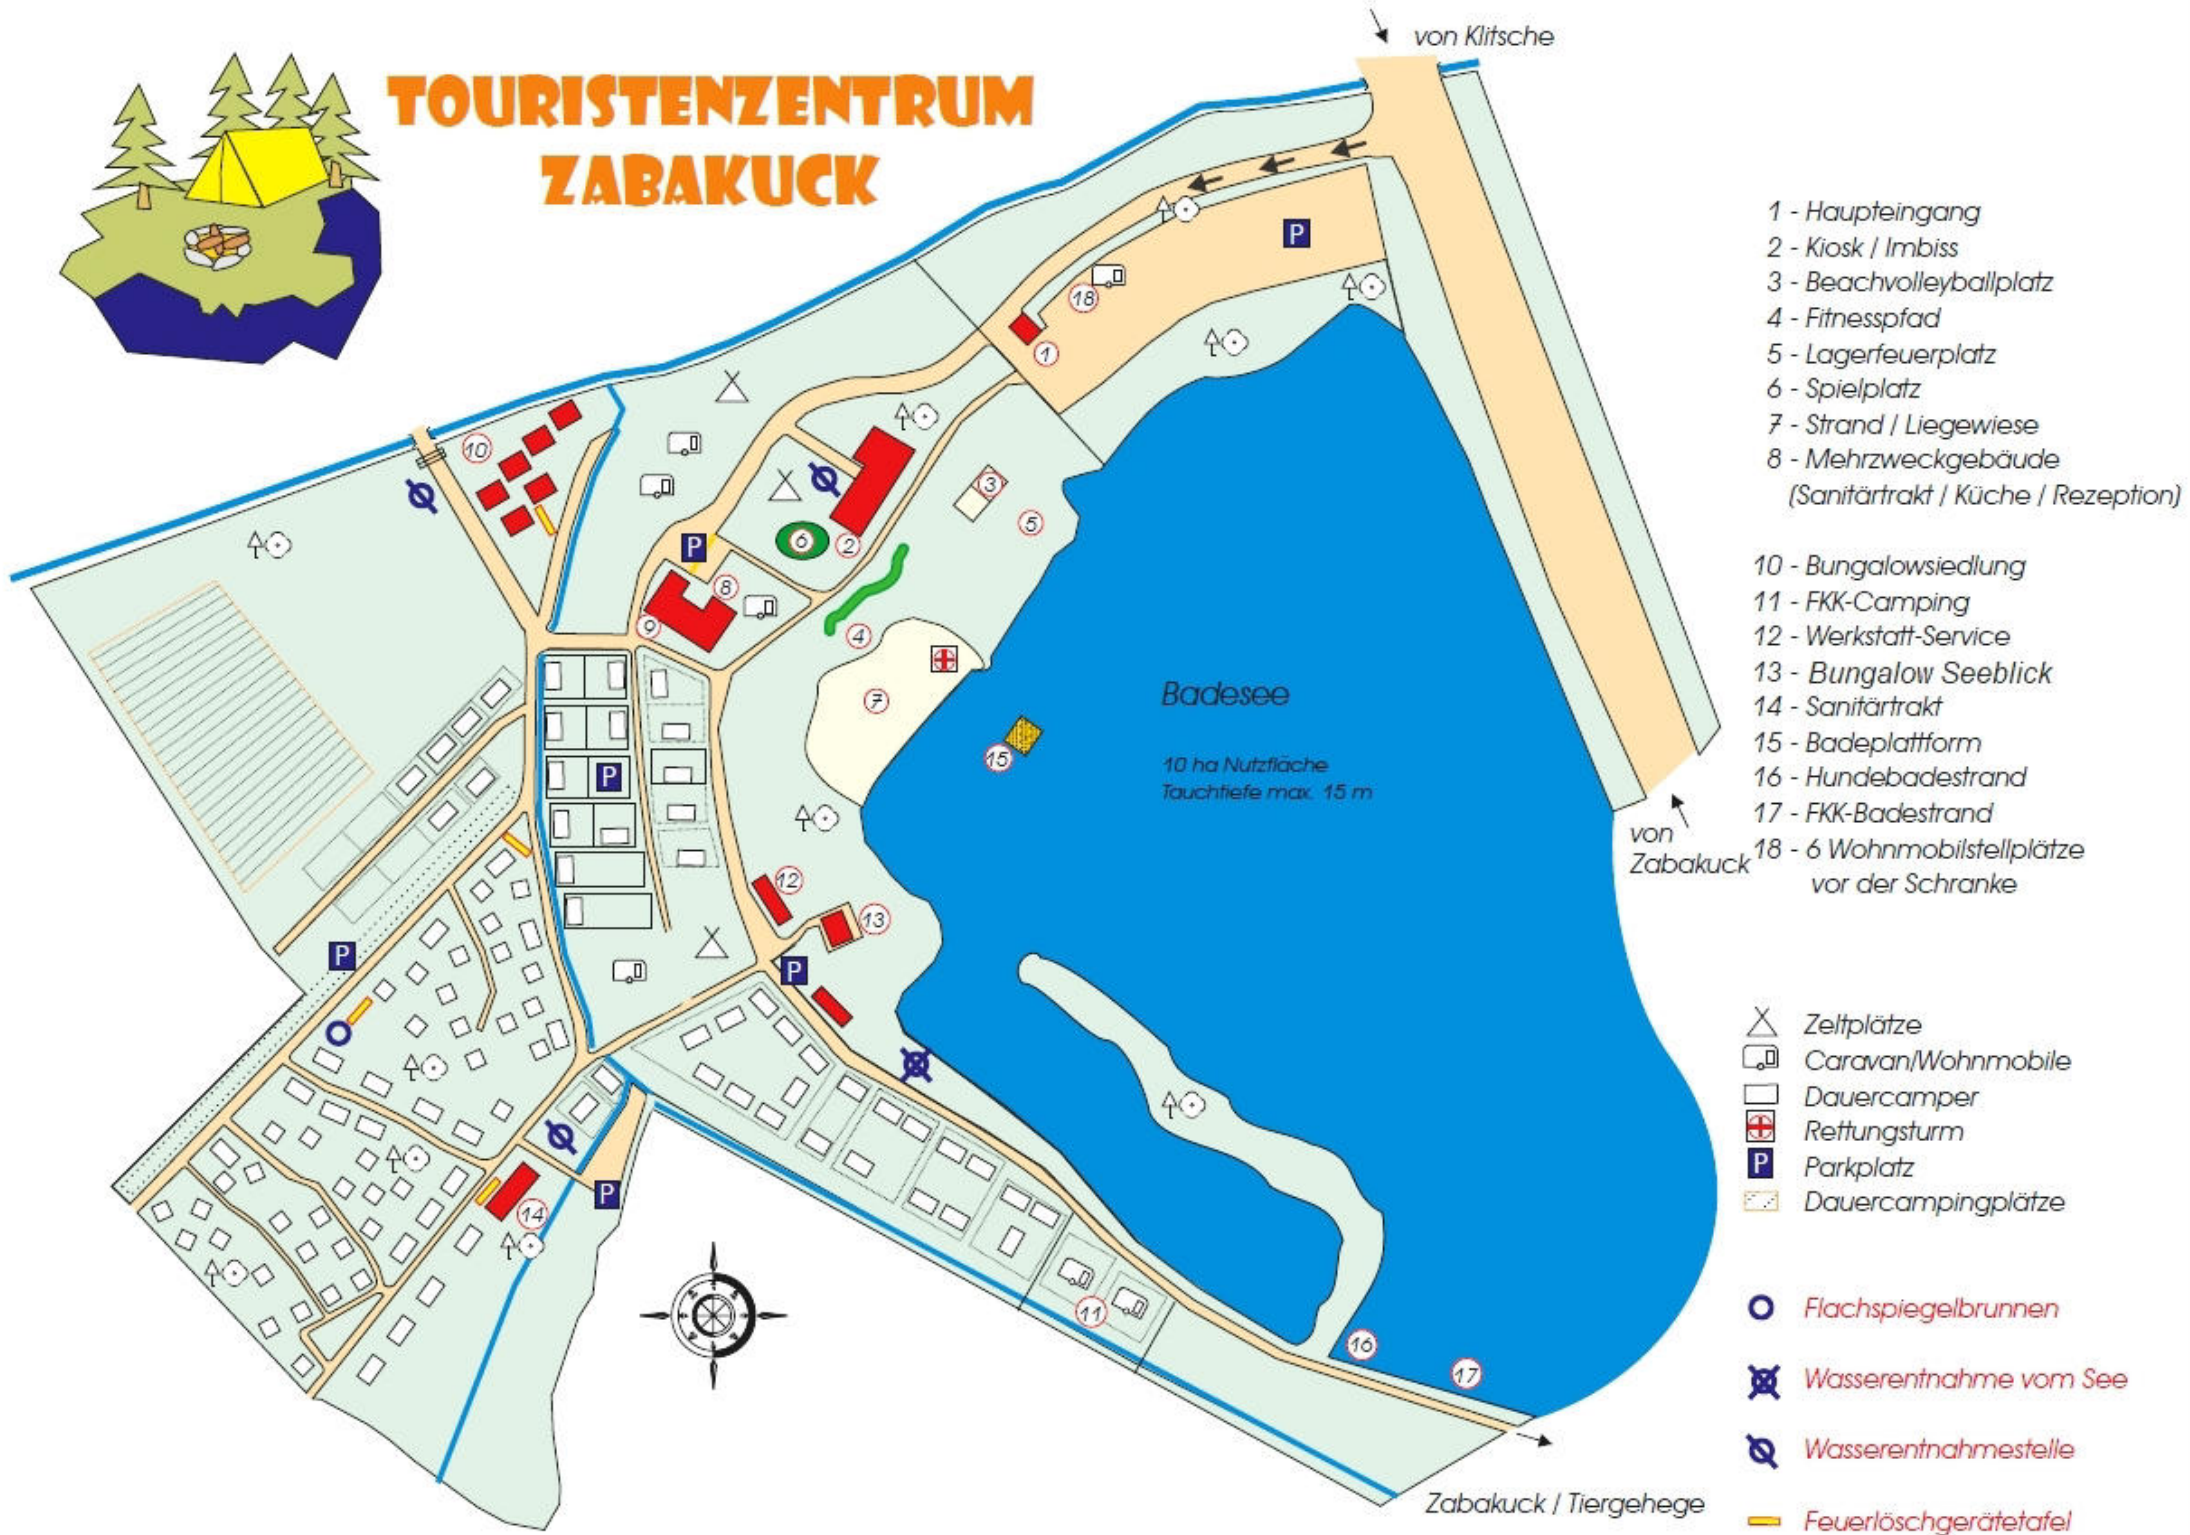 von Klitsche
TOURISTENZENTRUM
ZABAKUCK
1 - Haupteingang
2 - Kiosk / Imbiss
3 - Beachvolleyballplatz
4 - Fitnesspfad
5 - Lagerfeuerplatz
6 - Spielplatz
7 - Strand / Liegewiese
8 - Mehrzweckgebäude
(Sanitärtrakt / Küche / Rezeption)
10 - Bungalowsiedlung
11 - FKK-Camping
12 - Werkstatt-Service
13 - Bungalow Seeblick
14 - Sanitärtrakt
15 - Badeplattform
16 - Hundebadestrand
17 - FKK-Badestrand
18 - 6 Wohnmobilstellplätze
vor der Schranke
P
18
1
10
3
5
6
2
P
8
9
4
7
Badesee
15
10 ha Nutzfläche
Tauchtiefe max. 15 m
P
von
Zabakuck
12
13
P
P
14
P
11
16
17
Zeltplätze
Caravan/Wohnmobile
Dauercamper
Rettungsturm
P Parkplatz
Dauercampingplätze
Flachspiegelbrunnen
Wasserentnahme vom See
Wasserentnahmestelle
Feuerlöschgerätetafel
Zabakuck / Tiergehege